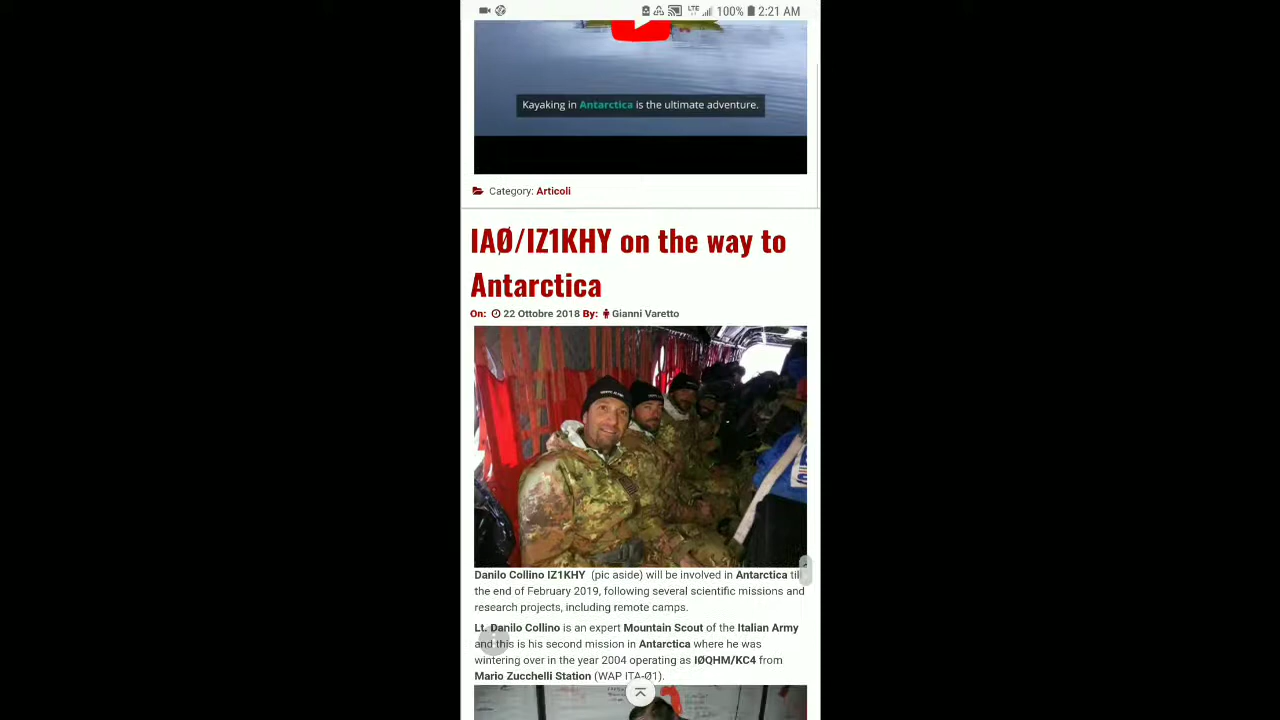 LTE 100% 2:21 AM
Kayaking in Antarctica is the ultimate adventure.
Category: Articoli
IAØ/IZ1KHY on the way to
Antarctica
On: 22 Ottobre 2018 By: Gianni Varetto
Danilo Collino IZ1KHY (pic aside) will be involved in Antarctica til
the end of February 2019, following several scientific missions and
research projects, including remote camps.
Lt. Danilo Collino is an expert Mountain Scout of the Italian Army
and this is his second mission in Antarctica where he was
wintering over in the year 2004 operating as IØQHM/KC4 from
Mario Zucchelli Station (WAP ITA-Ø1).